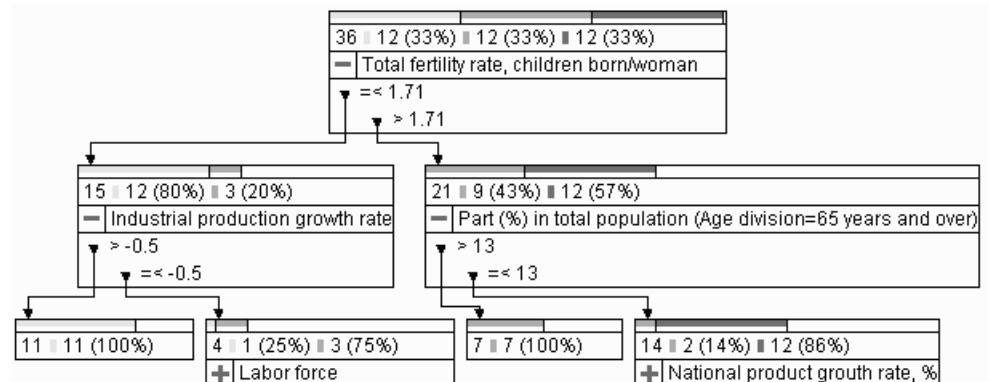 36 12 (33%) 12 (33%) 12 (33%)
Total fertility rate, children born/woman
=< 1.71
> 1.71
15 12 (80%) 3 (20%)
Industrial production growth rate
> -0.5
=< -0.5
21 9 (43%) 12 (57%)
Part (%) in total population (Age division=65 years and over)
> 13
=< 13
11 11 (100%)
4 1 (25%) 3 (75%)
Labor force
7 7 (100%)
14 2 (14%) 12 (86%)
National product grouth rate, %